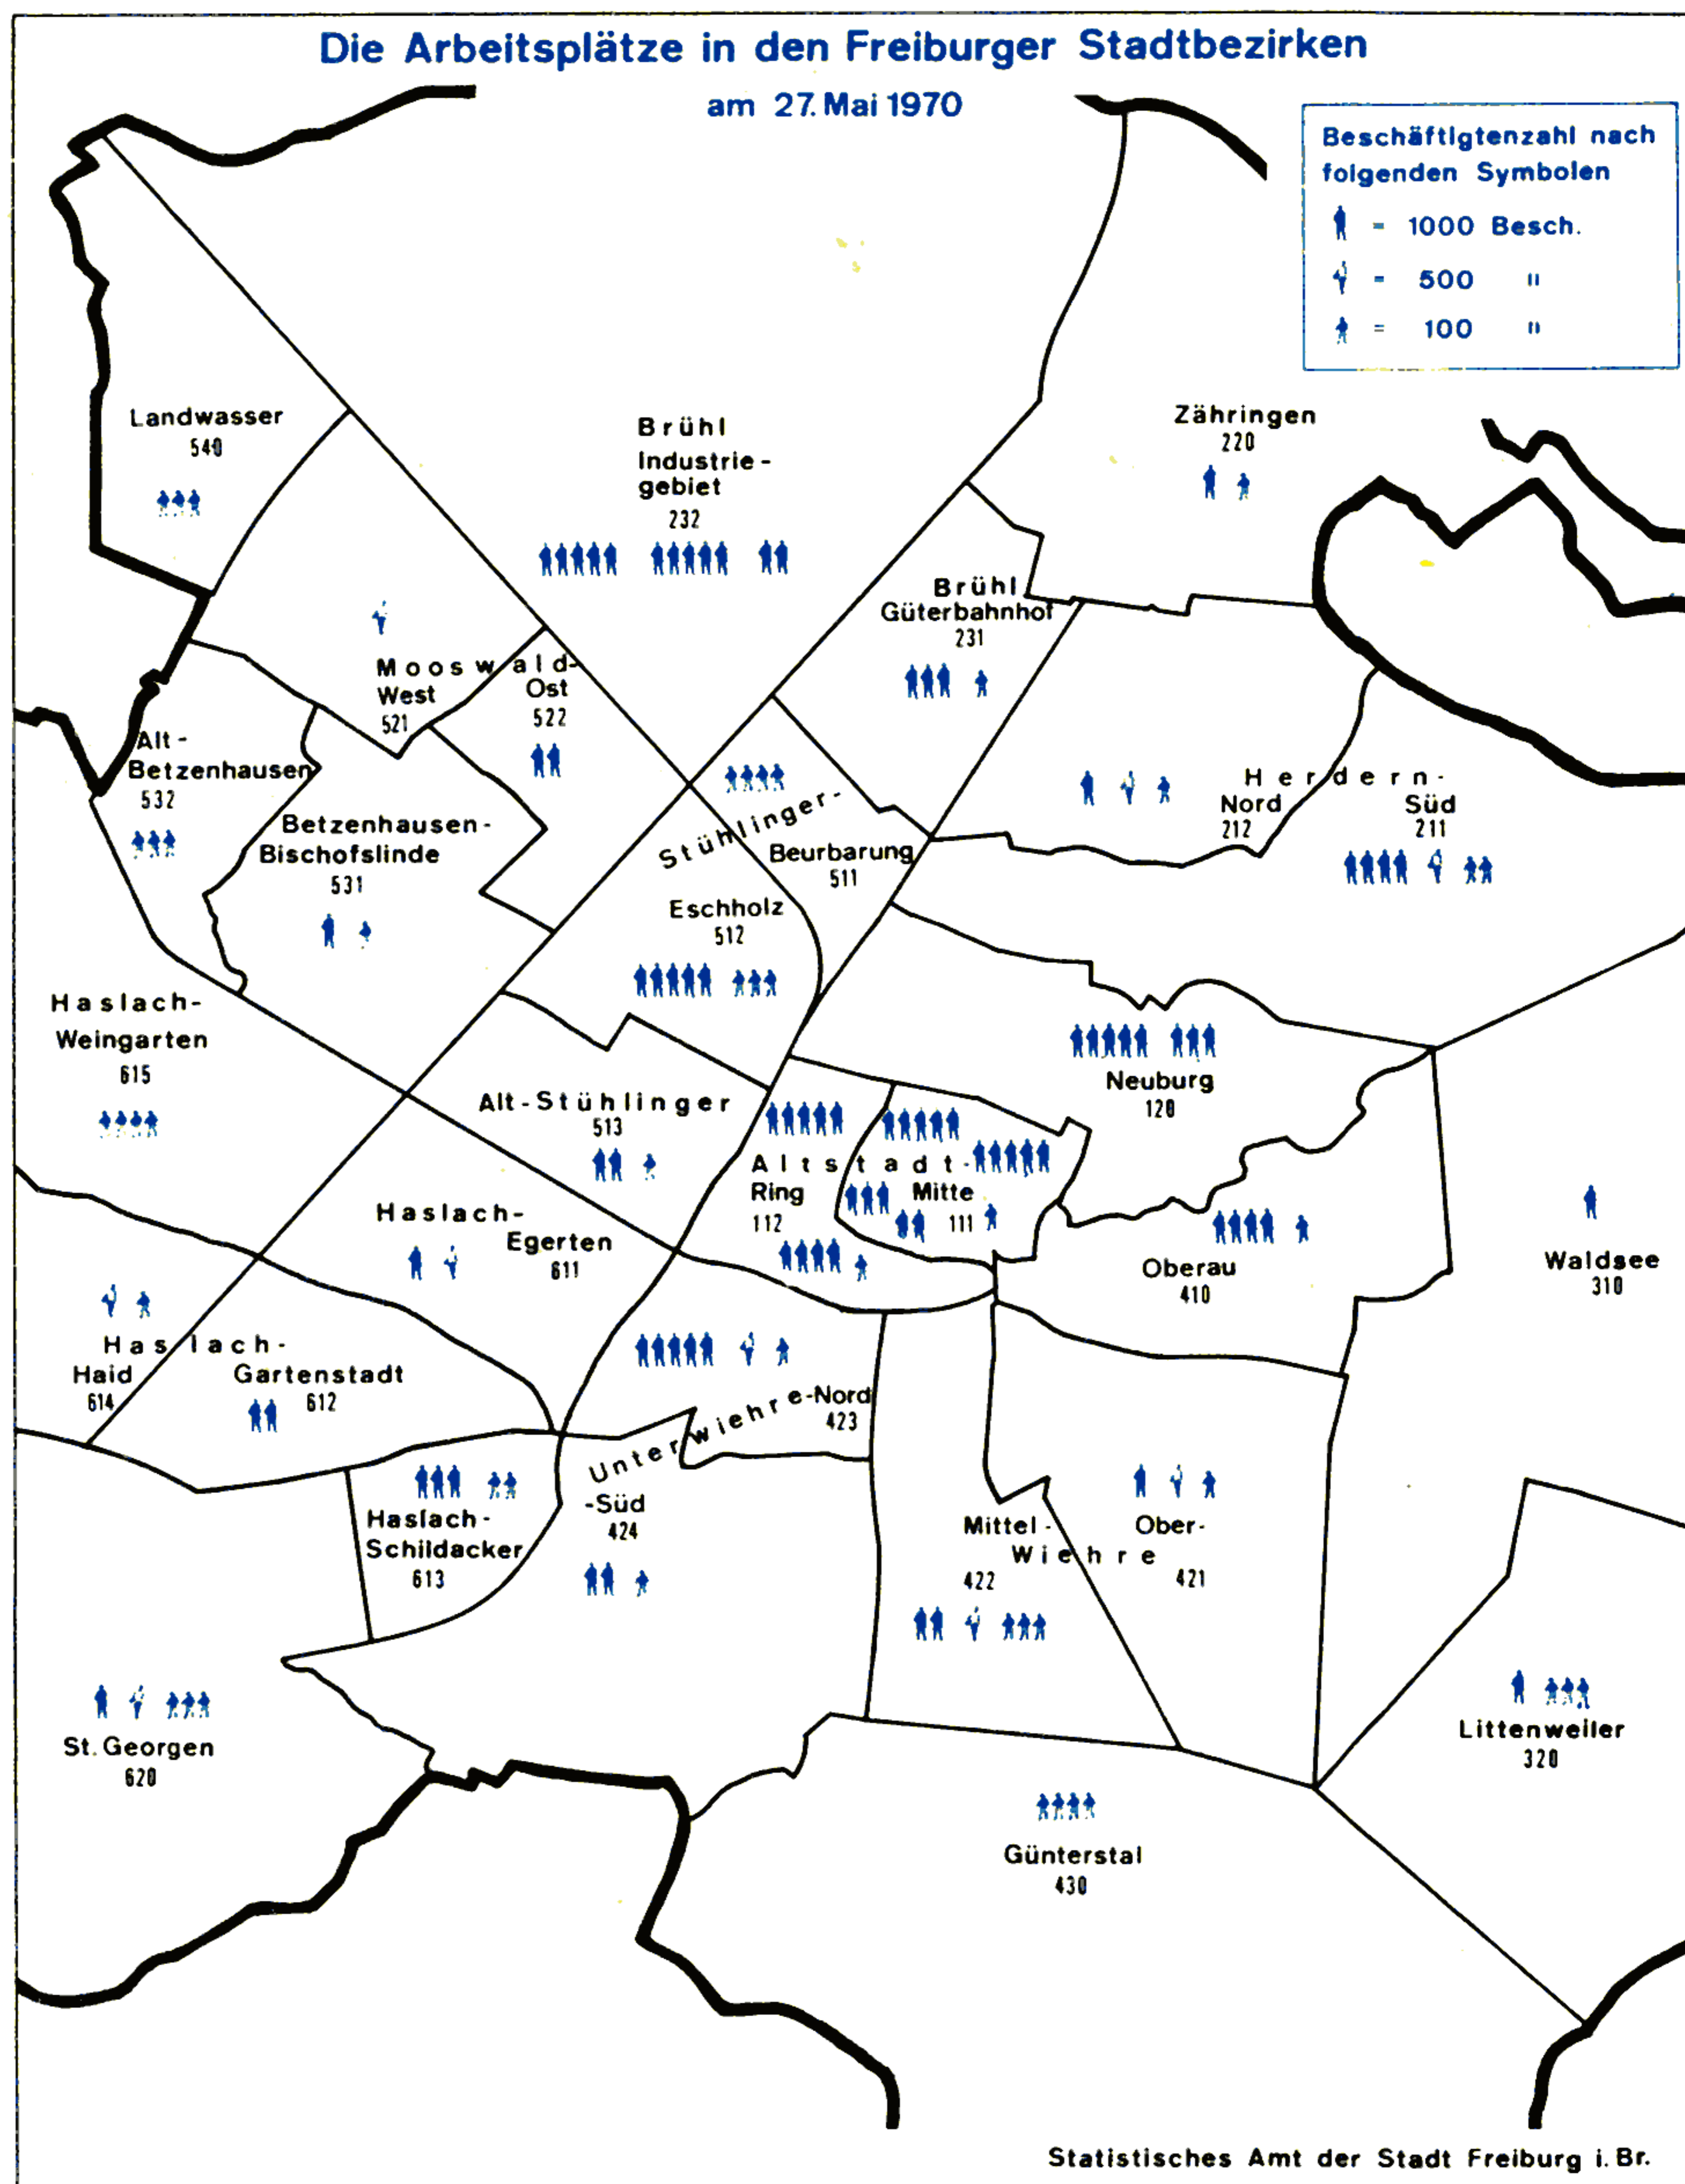 Die Arbeitsplätze in den Freiburger Stadtbezirken
am 27. Mai 1970
Beschäftigtenzahl nach
folgenden Symbolen
= 1000 Besch.
= 500 "
= 100 "
Landwasser
540
Brühl
Industrie-
gebiet
232
Zähringen
220
Brühl
Güterbahnhof
231
Mooswald-
West
521
Ost
522
Alt-
Betzenhausen
532
Betzenhausen-
Bischofslinde
531
Stühlinger-
Beurbarung
511
Eschholz
512
Herdern-
Nord
212
Süd
211
Haslach-
Weingarten
615
Alt-Stühlinger
513
Neuburg
120
Altstadt-
Ring
112
Mitte
111
Haslach-
Egerten
611
Oberau
410
Waldsee
310
Haslach-
Haid
614
Gartenstadt
612
Unterwiehre-Nord
423
-Süd
424
Haslach-
Schildacker
613
Mittel-
Ober-
Wiehre
422
421
St. Georgen
620
Littenweiler
320
Günterstal
430
Statistisches Amt der Stadt Freiburg i. Br.